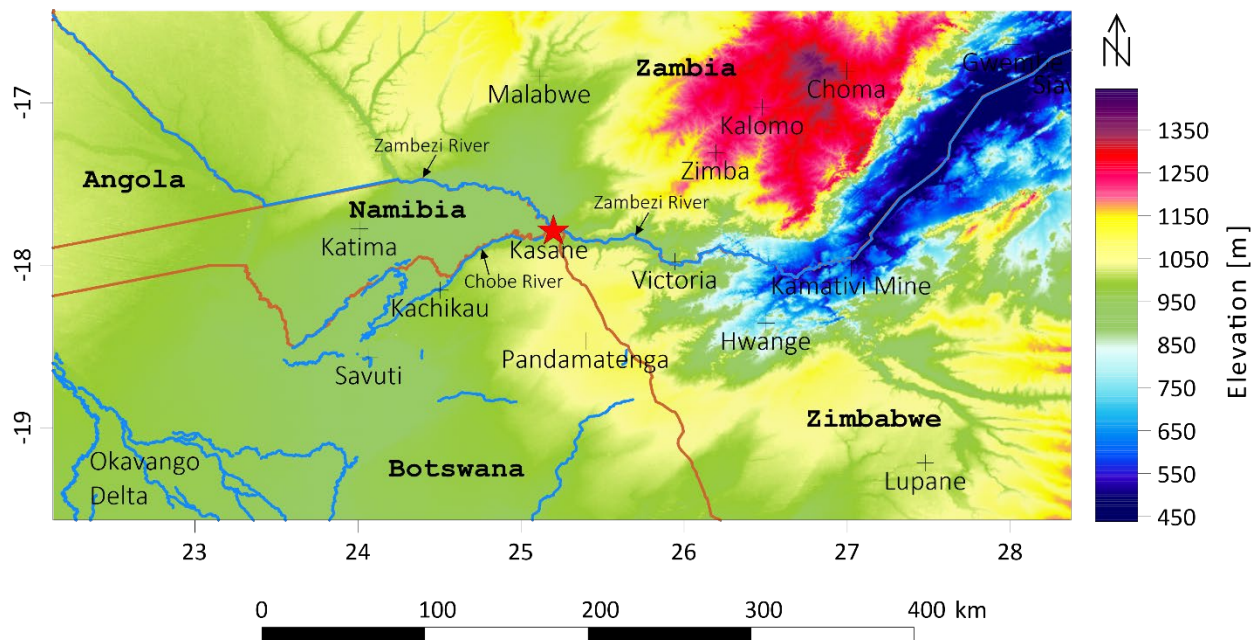 N
Gwembe
Siav
Zambia
Choma
Malabwe
Kalomo
Zimba
Zambezi River
Angola
Namibia
Zambezi River
Katima
Kasane
Victoria
Kamativi Mine
Chobe River
Kachikau
Hwange
Pandamatenga
Savuti
Zimbabwe
Okavango
Delta
Botswana
Lupane
-17
-18
-19
23
24
25
26
27
28
1350
1250
1150
1050
950
850
750
650
550
450
Elevation [m]
0
100
200
300
400 km